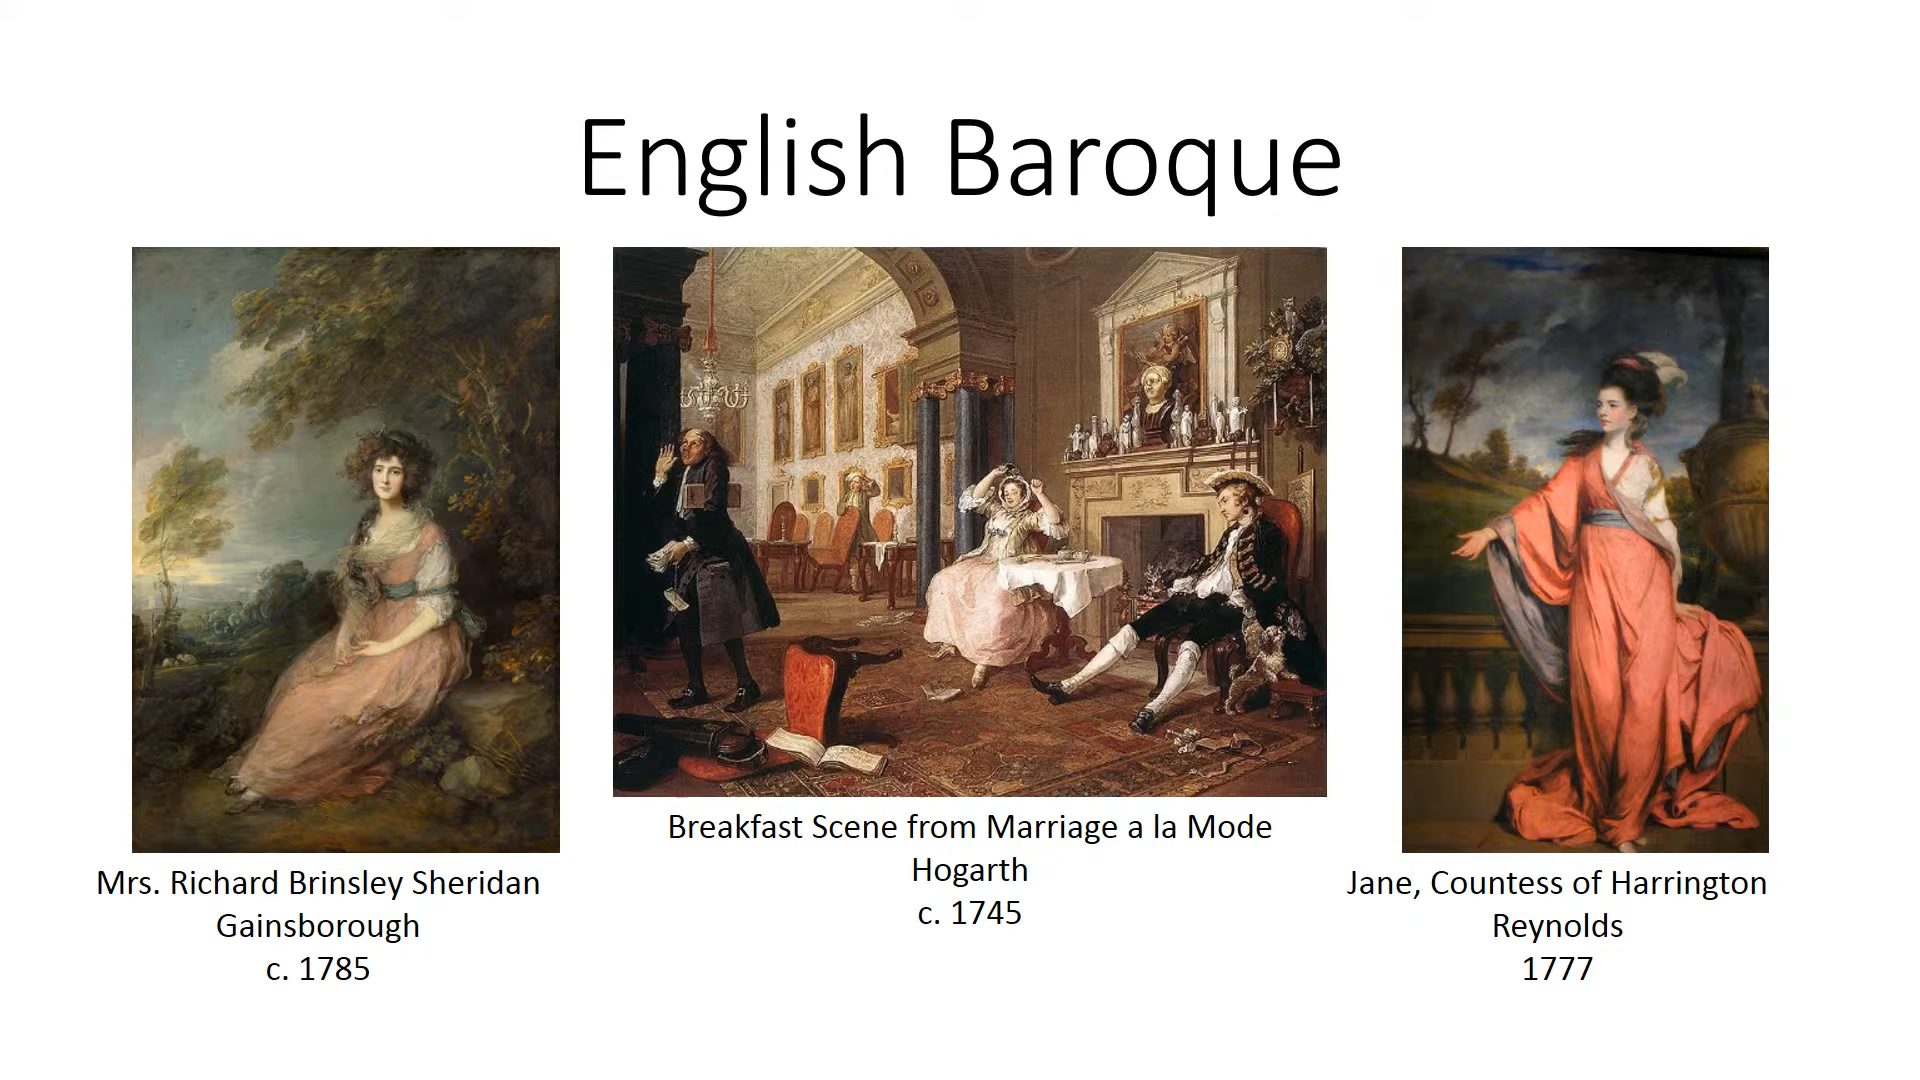 English Baroque
Mrs. Richard Brinsley Sheridan
Gainsborough
c. 1785
Breakfast Scene from Marriage a la Mode
Hogarth
c. 1745
Jane, Countess of Harrington
Reynolds
1777